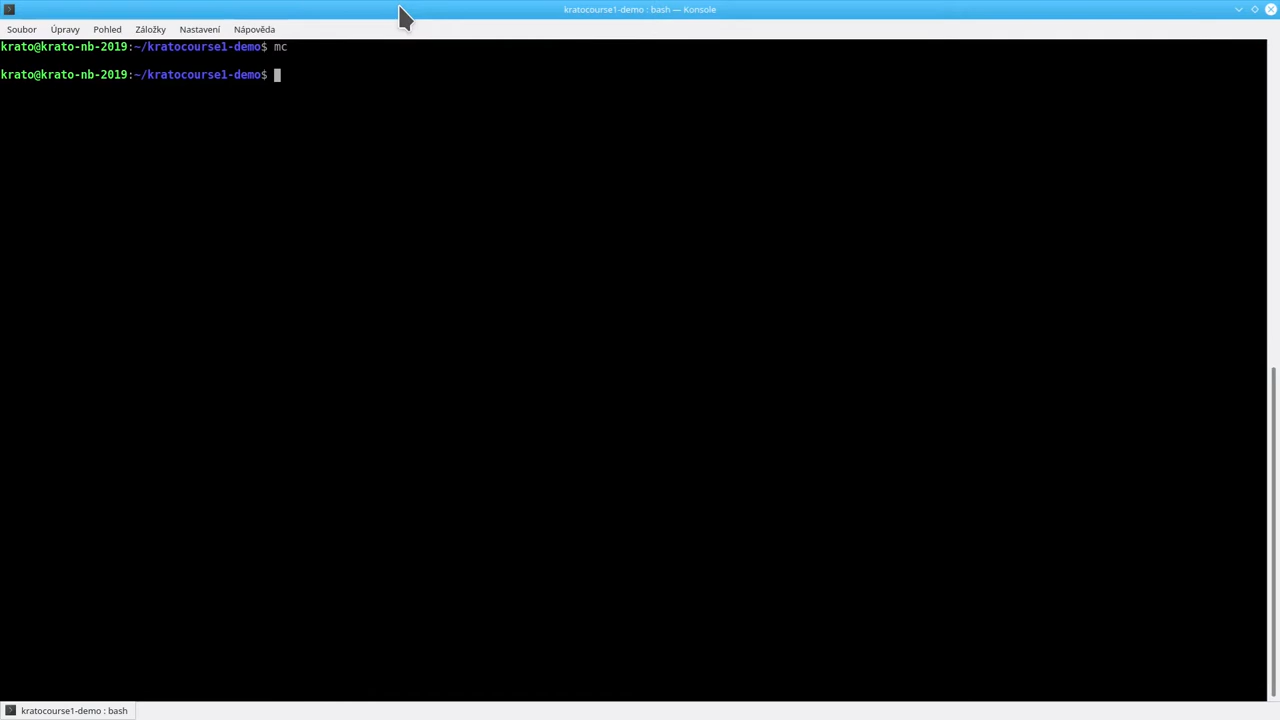 kratocourse1-demo : bash — Konsole
Soubor Úpravy Pohled Záložky Nastavení Nápověda
krato@krato-nb-2019:~/kratocourse1-demo$ mc
krato@krato-nb-2019:~/kratocourse1-demo$
kratocourse1-demo : bash